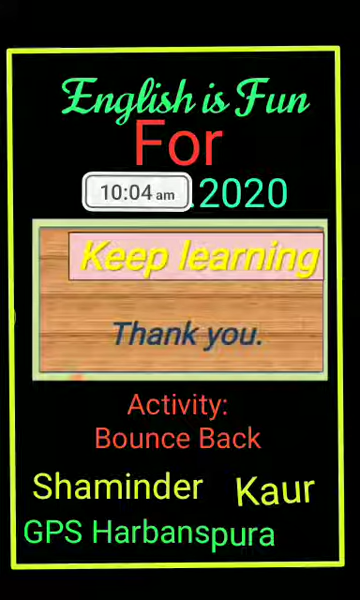 English is Fun
For
10:04 am .2020
Keep learning
Thank you.
Activity:
Bounce Back
Shaminder Kaur
GPS Harbanspura